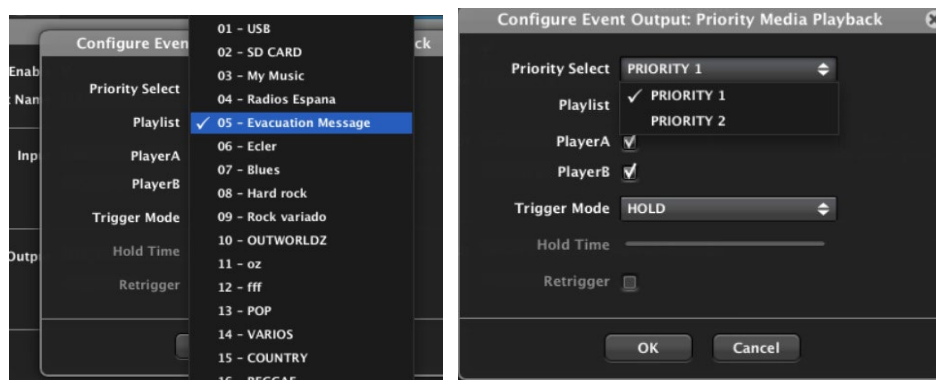 Configure Even
ck
Enab
Nan
Inp
Outp
Priority Select
Playlist
PlayerA
PlayerB
Trigger Mode
Hold Time
Retrigger
01 - USB
02 - SD CARD
03 - My Music
04 - Radios Espana
✓ 05 - Evacuation Message
06 - Ecler
07 - Blues
08 - Hard rock
09 - Rock variado
10 - OUTWORLDZ
11 - oz
12 - fff
13 - POP
14 - VARIOS
15 - COUNTRY
16 - REGGAE
Configure Event Output: Priority Media Playback
Priority Select PRIORITY 1
✓ PRIORITY 1
Playlist
PRIORITY 2
PlayerA
PlayerB
Trigger Mode HOLD
Hold Time
Retrigger
OK Cancel